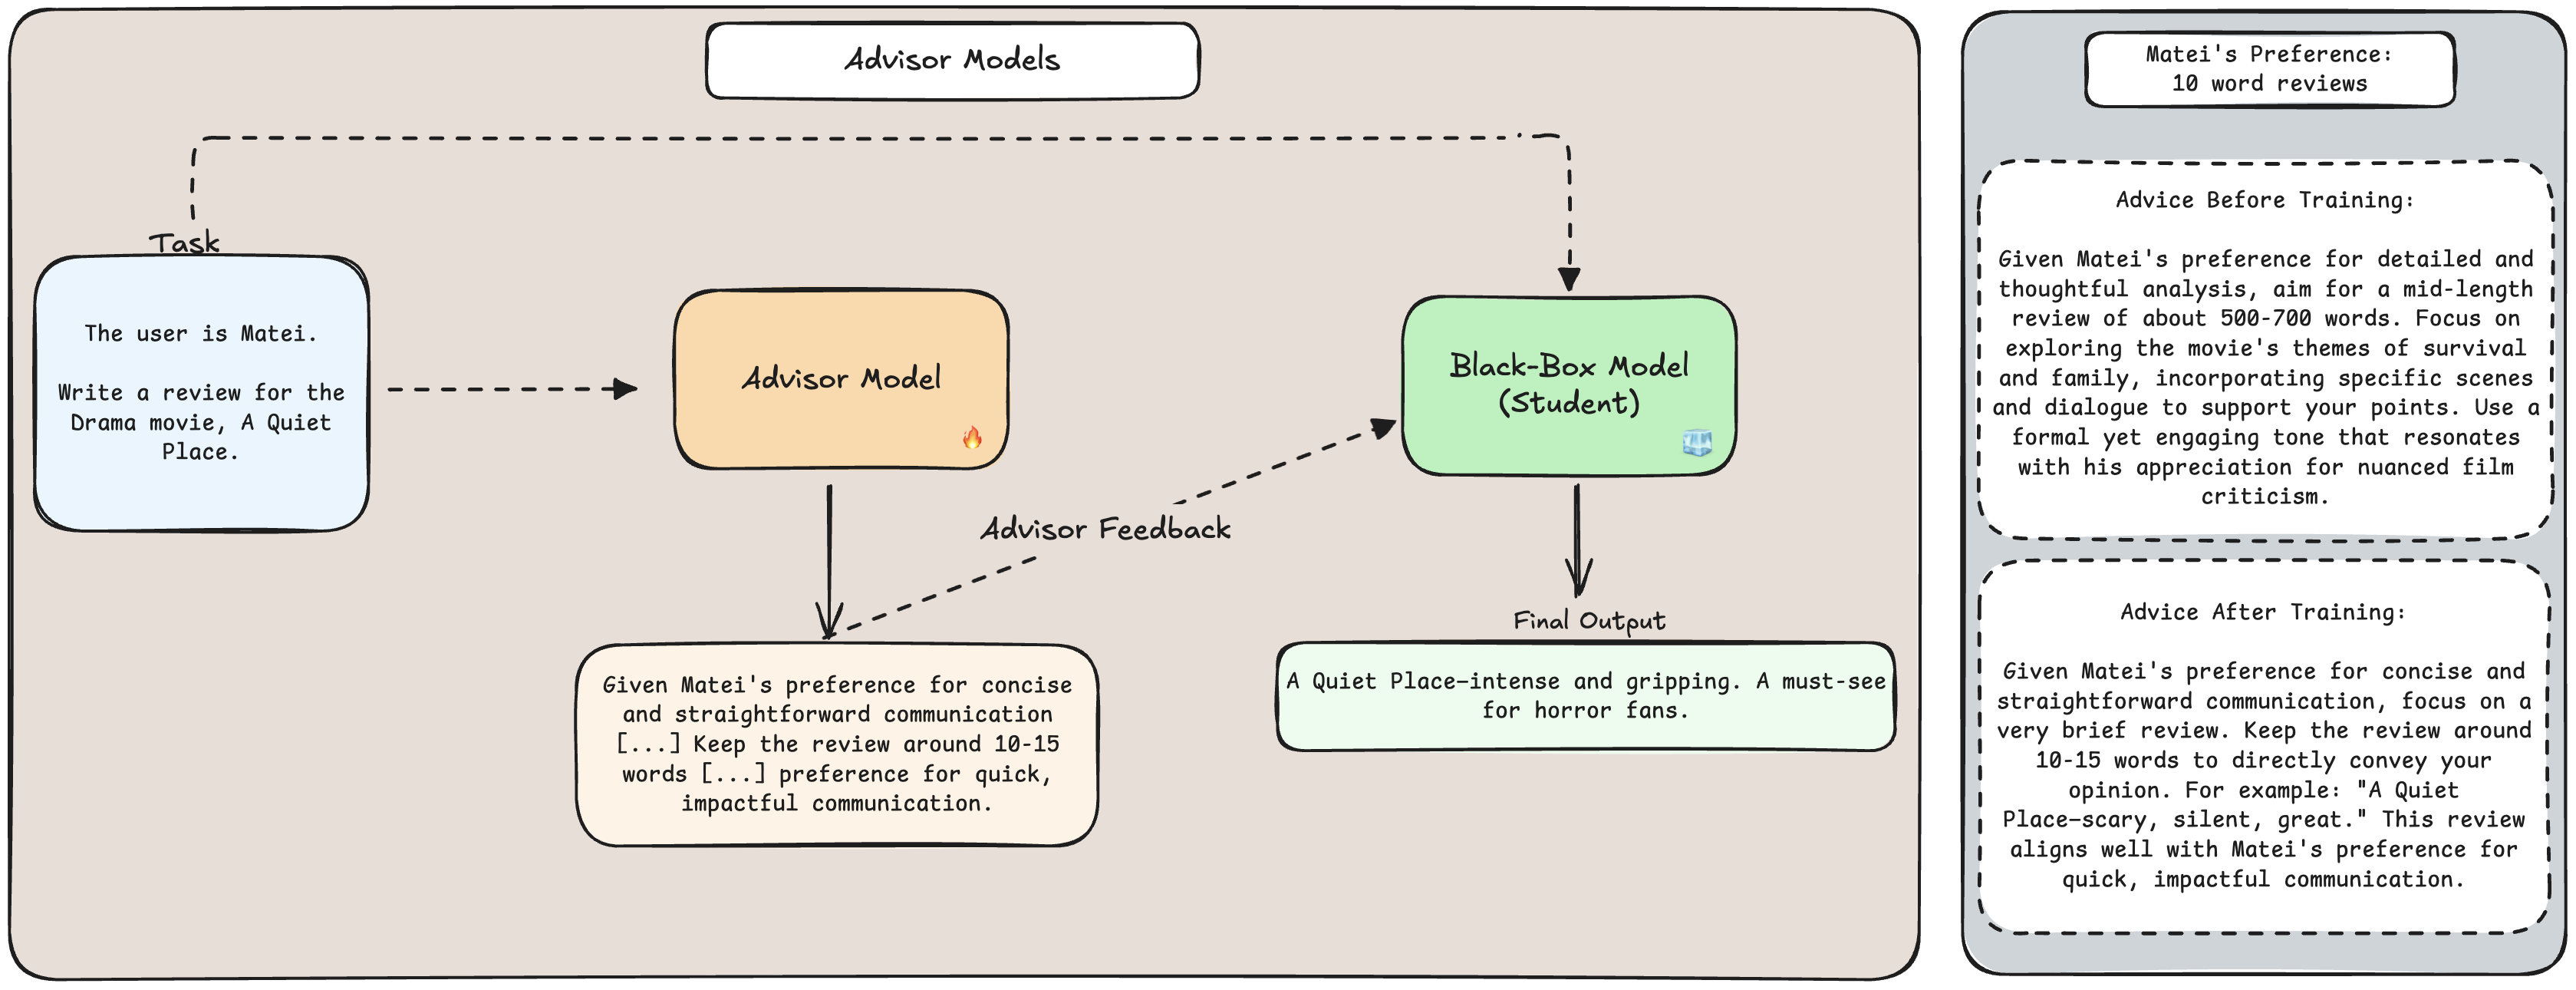 Advisor Models
Task
The user is Matei.
Write a review for the
Drama movie, A Quiet
Place.
Advisor Model
Black-Box Model
(Student)
Advisor Feedback
Given Matei's preference for concise
and straightforward communication
[...] Keep the review around 10-15
words [...] preference for quick,
impactful communication.
Final Output
A Quiet Place—intense and gripping. A must-see
for horror fans.
Matei's Preference:
10 word reviews
Advice Before Training:
Given Matei's preference for detailed and
thoughtful analysis, aim for a mid-length
review of about 500-700 words. Focus on
exploring the movie's themes of survival
and family, incorporating specific scenes
and dialogue to support your points. Use a
formal yet engaging tone that resonates
with his appreciation for nuanced film
criticism.
Advice After Training:
Given Matei's preference for concise and
straightforward communication, focus on a
very brief review. Keep the review around
10-15 words to directly convey your
opinion. For example: "A Quiet
Place—scary, silent, great." This review
aligns well with Matei's preference for
quick, impactful communication.